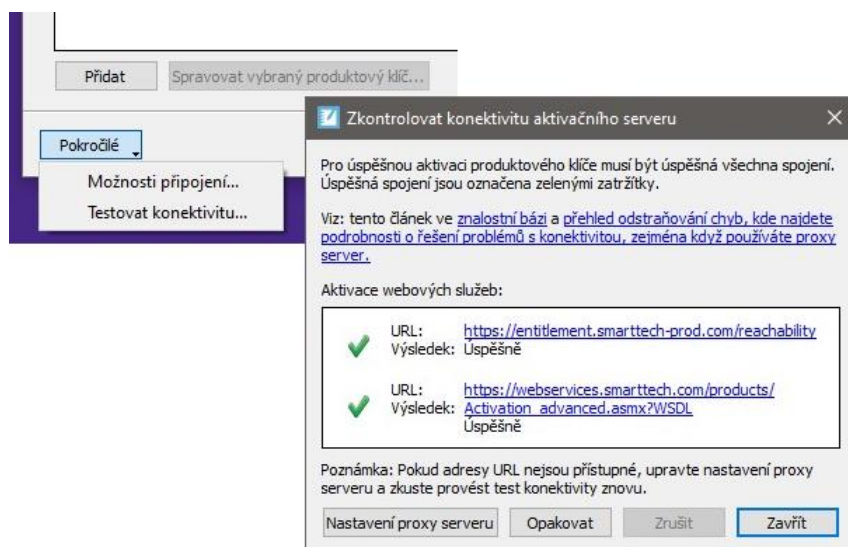 Přidat
Spravovat vybraný produktový klíč...
Pokročilé
Možnosti připojení...
Testovat konektivitu...
Zkontrolovat konektivitu aktivačního serveru
Pro úspěšnou aktivaci produktového klíče musí být úspěšná všechna spojení.
Úspěšná spojení jsou označena zelenými zatržítky.
Viz: tento článek ve znalostní bázi a přehled odstraňování chyb, kde najdete
podrobnosti o řešení problémů s konektivitou, zejména když používáte proxy
server.
Aktivace webových služeb:
URL: https://entitlement.smarttech-prod.com/reachability
Výsledek: Úspěšně
URL: https://webservices.smarttech.com/products/
Výsledek: Activation_advanced.asmx?WSDL
Úspěšně
Poznámka: Pokud adresy URL nejsou přístupné, upravte nastavení proxy
serveru a zkuste provést test konektivity znovu.
Nastavení proxy serveru
Opakovat
Zrušit
Zavřít